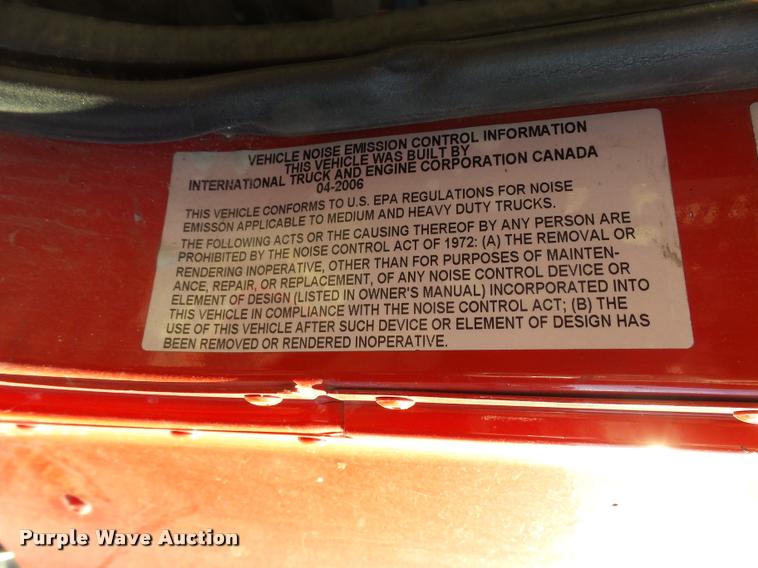 VEHICLE NOISE EMISSION CONTROL INFORMATION
THIS VEHICLE WAS BUILT BY
INTERNATIONAL TRUCK AND ENGINE CORPORATION CANADA
04-2006
THIS VEHICLE CONFORMS TO U.S. EPA REGULATIONS FOR NOISE
EMISSON APPLICABLE TO MEDIUM AND HEAVY DUTY TRUCKS.
THE FOLLOWING ACTS OR THE CAUSING THEREOF BY ANY PERSON ARE
PROHIBITED BY THE NOISE CONTROL ACT OF 1972: (A) THE REMOVAL OR
RENDERING INOPERATIVE, OTHER THAN FOR PURPOSES OF MAINTEN-
ANCE, REPAIR, OR REPLACEMENT, OF ANY NOISE CONTROL DEVICE OR
ELEMENT OF DESIGN (LISTED IN OWNER'S MANUAL) INCORPORATED INTO
THIS VEHICLE IN COMPLIANCE WITH THE NOISE CONTROL ACT; (B) THE
USE OF THIS VEHICLE AFTER SUCH DEVICE OR ELEMENT OF DESIGN HAS
BEEN REMOVED OR RENDERED INOPERATIVE.
Purple Wave Auction